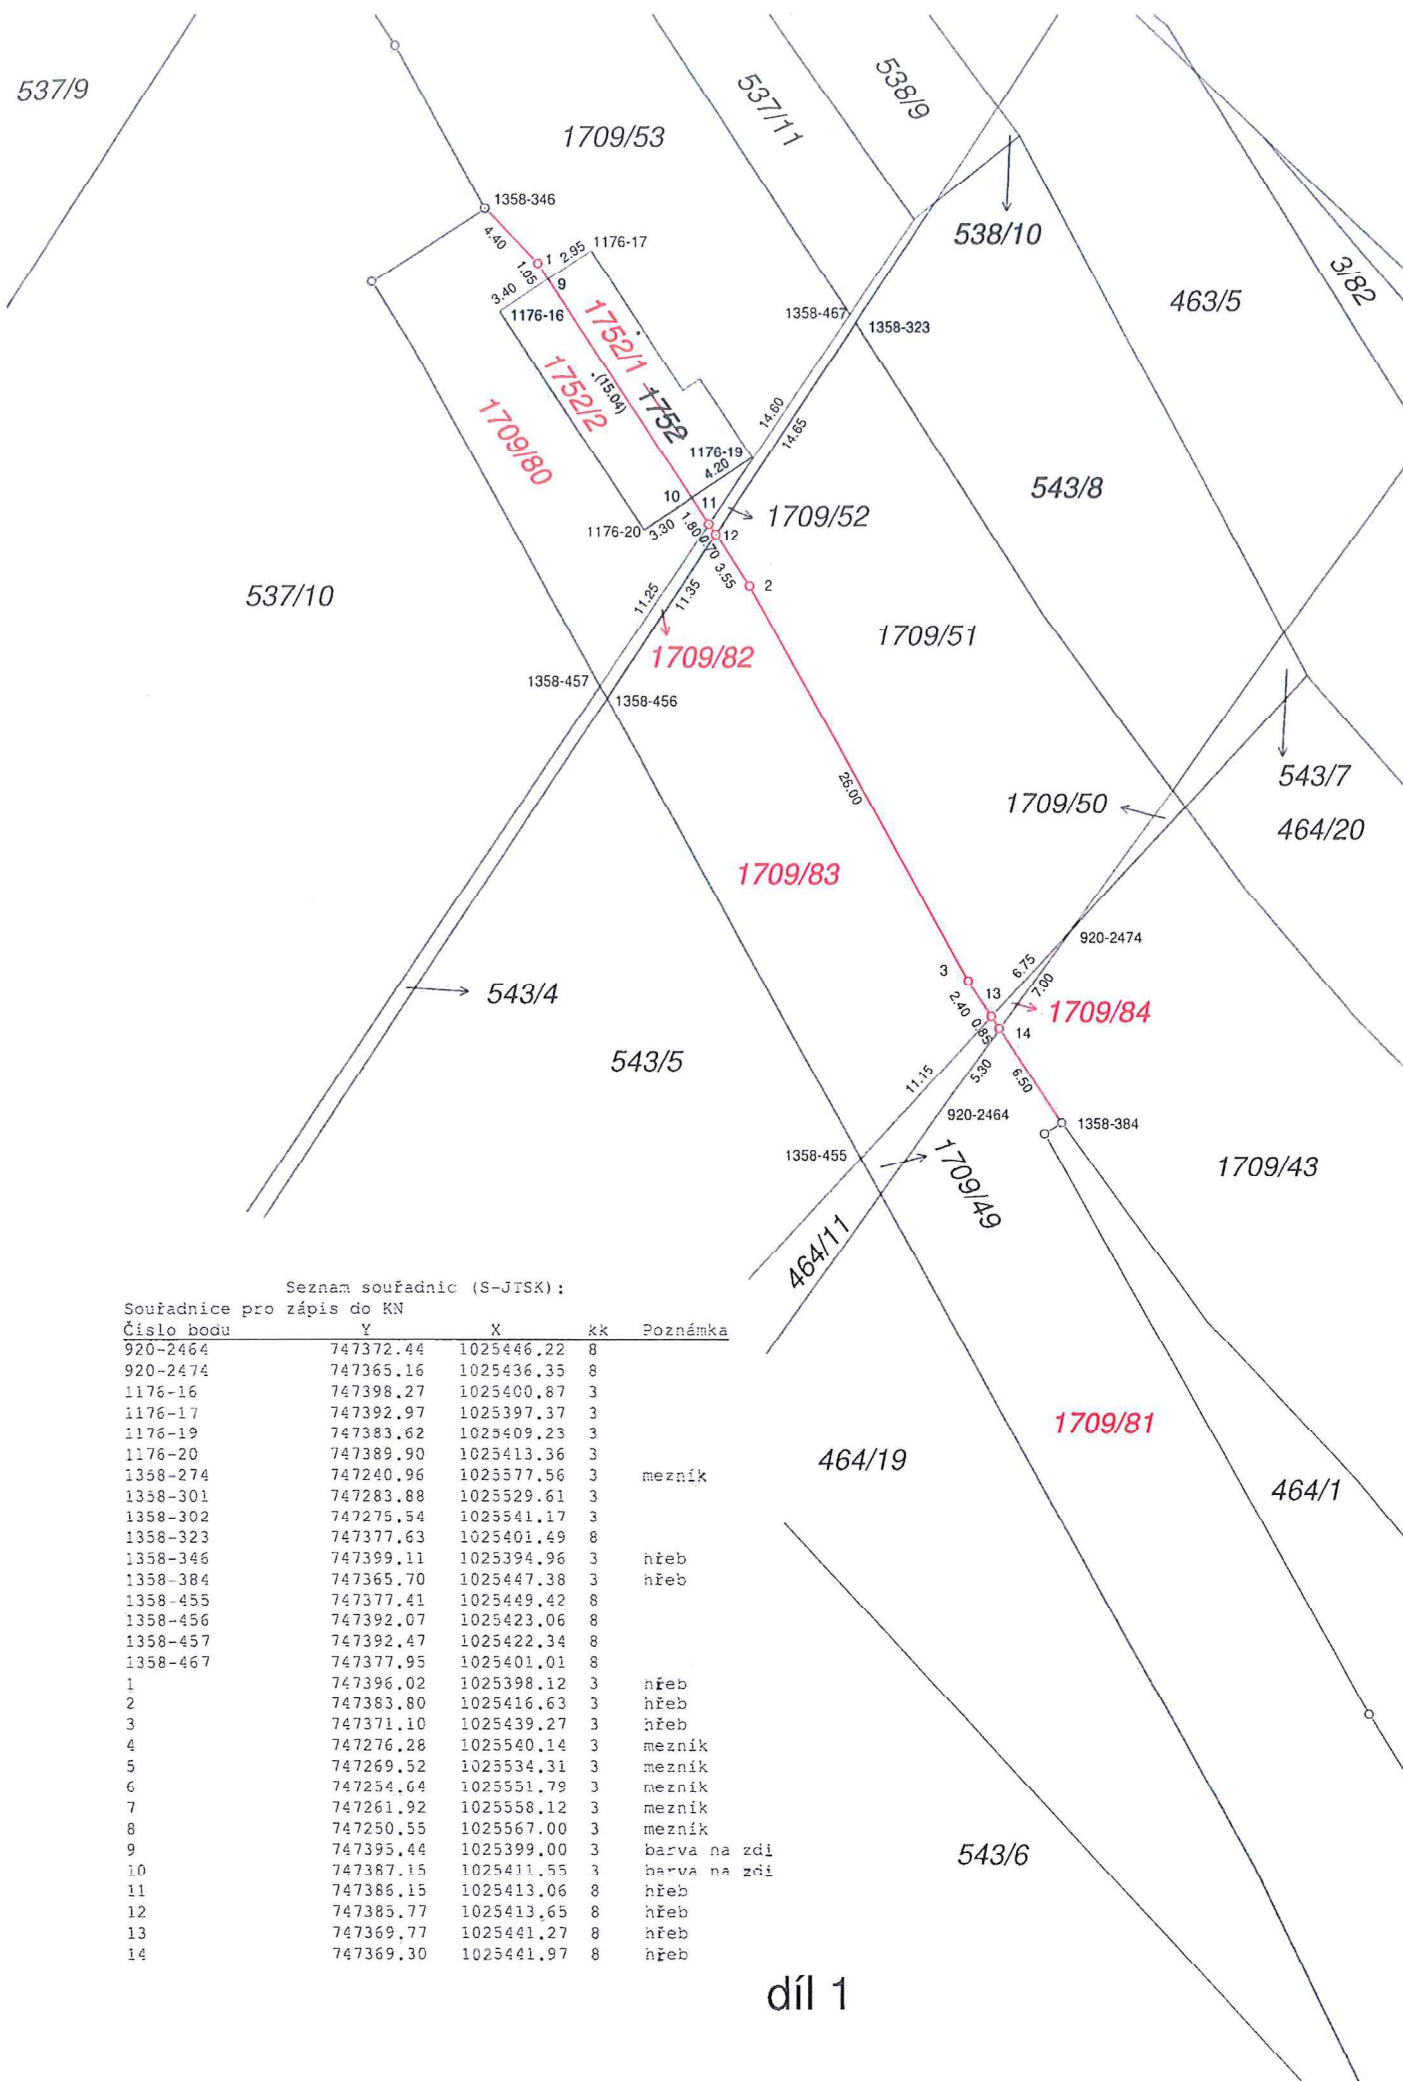 537/9
1709/53
537/11
538/9
538/10
463/5
3/82
1358-346
4.40
1
2.95
1176-17
1.05
9
3.40
1176-16
1752/1
1752
1752/2
.(15.04)
1709/80
1358-467
1358-323
14.60
14.65
1176-19
4.20
10
11
1176-20
3.30
1.80
0.70
12
3.55
2
1709/52
543/8
537/10
11.25
11.35
1709/82
1709/51
1358-457
1358-456
26.00
543/7
1709/50
464/20
1709/83
920-2474
6.75
7.00
3
2.40
13
0.85
14
1709/84
543/4
543/5
11.15
5.30
6.50
920-2464
1358-384
1358-455
1709/49
1709/43
464/11
Seznam souřadnic (S-JTSK):
Souřadnice pro zápis do KN
Číslo bodu Y X kk Poznámka
920-2464 747372.44 1025446.22 8
920-2474 747365.16 1025436.35 8
1176-16 747398.27 1025400.87 3
1176-17 747392.97 1025397.37 3
1176-19 747383.62 1025409.23 3
1176-20 747389.90 1025413.36 3
1358-274 747240.96 1025577.56 3 mezník
1358-301 747283.88 1025529.61 3
1358-302 747275.54 1025541.17 3
1358-323 747377.63 1025401.49 8
1358-346 747399.11 1025394.96 3 hřeb
1358-384 747365.70 1025447.38 3 hřeb
1358-455 747377.41 1025449.42 8
1358-456 747392.07 1025423.06 8
1358-457 747392.47 1025422.34 8
1358-467 747377.95 1025401.01 8
1 747396.02 1025398.12 3 hřeb
2 747383.80 1025416.63 3 hřeb
3 747371.10 1025439.27 3 hřeb
4 747276.28 1025540.14 3 mezník
5 747269.52 1025534.31 3 mezník
6 747254.64 1025551.79 3 mezník
7 747261.92 1025558.12 3 mezník
8 747250.55 1025567.00 3 mezník
9 747395.44 1025399.00 3 barva na zdi
10 747387.15 1025411.55 3 barva na zdi
11 747386.15 1025413.06 8 hřeb
12 747385.77 1025413.65 8 hřeb
13 747369.77 1025441.27 8 hřeb
14 747369.30 1025441.97 8 hřeb
1709/81
464/19
464/1
543/6
díl 1